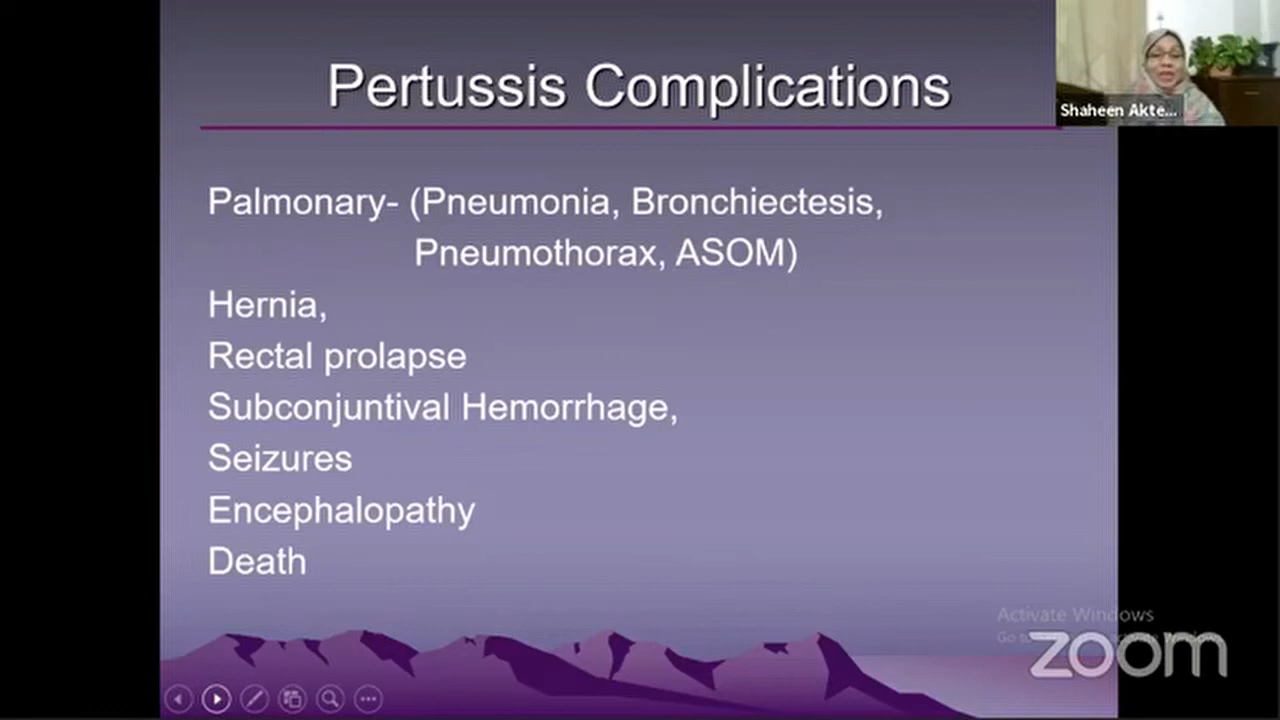 Pertussis Complications
Shaheen Akte...
Palmonary- (Pneumonia, Bronchiectesis,
Pneumothorax, ASOM)
Hernia,
Rectal prolapse
Subconjuntival Hemorrhage,
Seizures
Encephalopathy
Death
Activate Windows
zoom